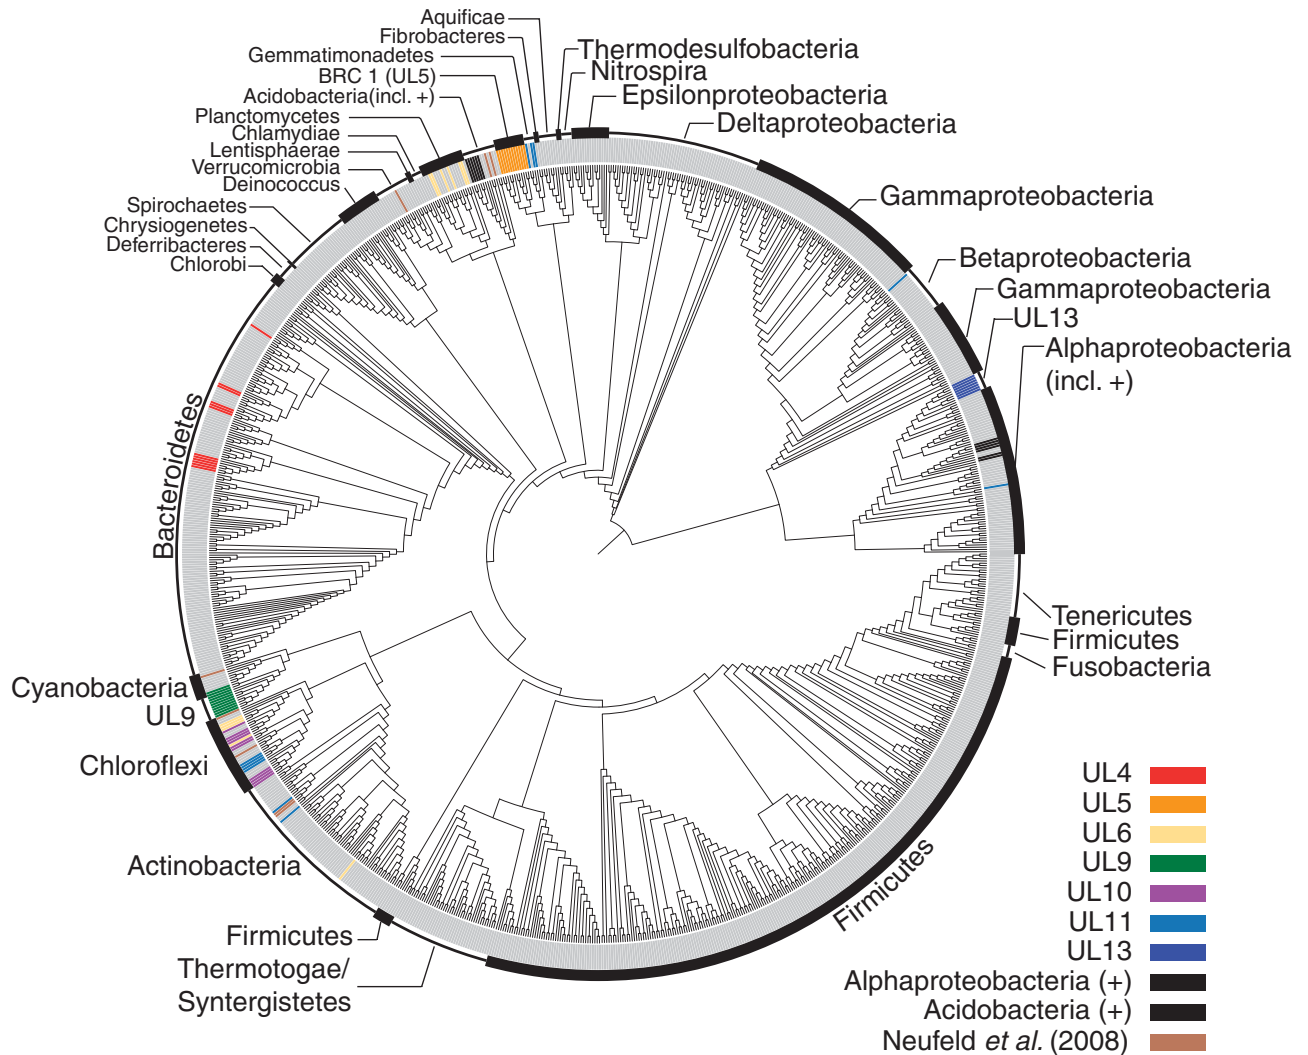 Aquificae
Fibrobacteres
Gemmatimonadetes
BRC 1 (UL5)
Acidobacteria(incl. +)
Planctomycetes
Chlamydiae
Lentisphaerae
Verrucomicrobia
Deinococcus
Spirochaetes
Chrysiogenetes
Deferribacteres
Chlorobi
Thermodesulfobacteria
Nitrospira
Epsilonproteobacteria
Deltaproteobacteria
Gammaproteobacteria
Betaproteobacteria
Gammaproteobacteria
UL13
Alphaproteobacteria
(incl. +)
Bacteroidetes
Tenericutes
Firmicutes
Fusobacteria
Cyanobacteria
UL9
Chloroflexi
Actinobacteria
Firmicutes
Thermotogae/
Syntergistetes
Firmicutes
UL4
UL5
UL6
UL9
UL10
UL11
UL13
Alphaproteobacteria (+)
Acidobacteria (+)
Neufeld et al. (2008)